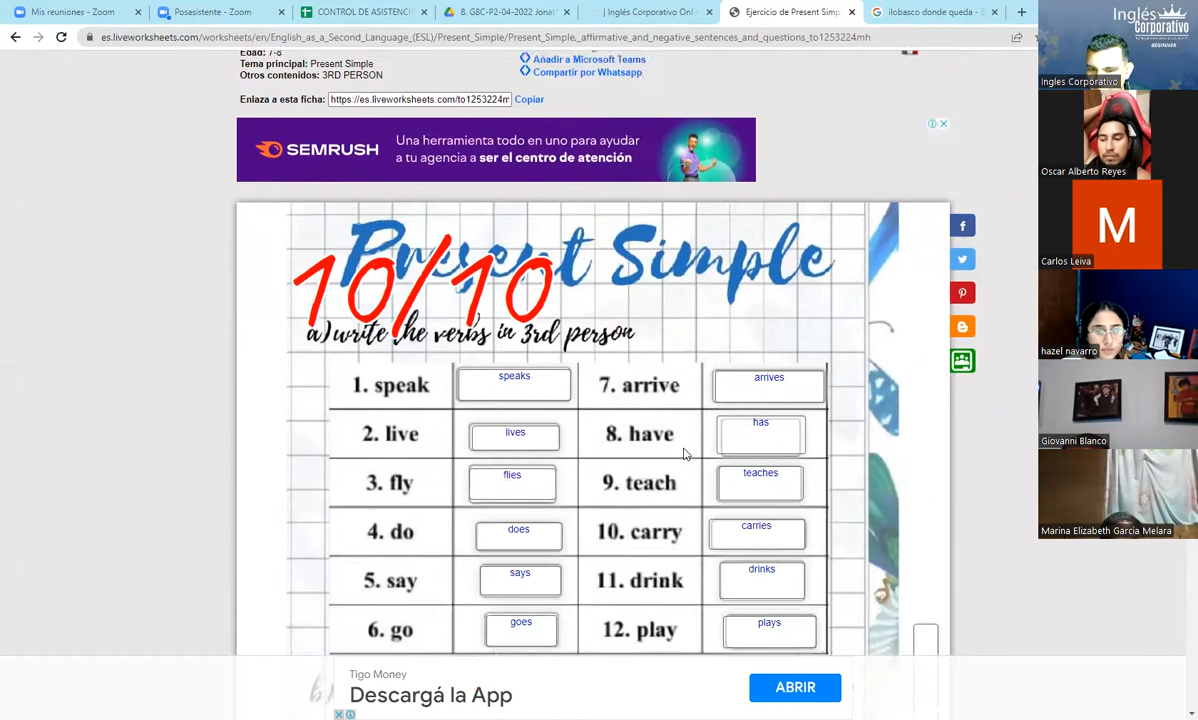 Mis reuniones - Zoom
Posasistente - Zoom
CONTROL DE ASISTENCI
8. G8C-P2-04-2022 Jonat
Inglés Corporativo Onl
Ejercicio de Present Simp
ilobasco donde queda - B
es.liveworksheets.com/worksheets/en/English_as_a_Second_Language_(ESL)/Present_Simple/Present_Simple,_affirmative_and_negative_sentences_and_questions_to1253224mh
Edad: 7-8
Tema principal: Present Simple
Otros contenidos: 3RD PERSON
Añadir a Microsoft Teams
Compartir por Whatsapp
Enlaza a esta ficha:
https://es.liveworksheets.com/to1253224m
Copiar
SEMRUSH
Una herramienta todo en uno para ayudar
a tu agencia a ser el centro de atención
Present Simple
10/10
a) write the verbs in 3rd person
1. speak speaks 7. arrive arrives
2. live lives 8. have has
3. fly flies 9. teach teaches
4. do does 10. carry carries
5. say says 11. drink drinks
6. go goes 12. play plays
Tigo Money
Descargá la App
ABRIR
Inglés
Corporativo
BEGINNER
Ingles Corporativo
Oscar Alberto Reyes
M
Carlos Leiva
hazel navarro
Giovanni Blanco
Marina Elizabeth Garcia Melara